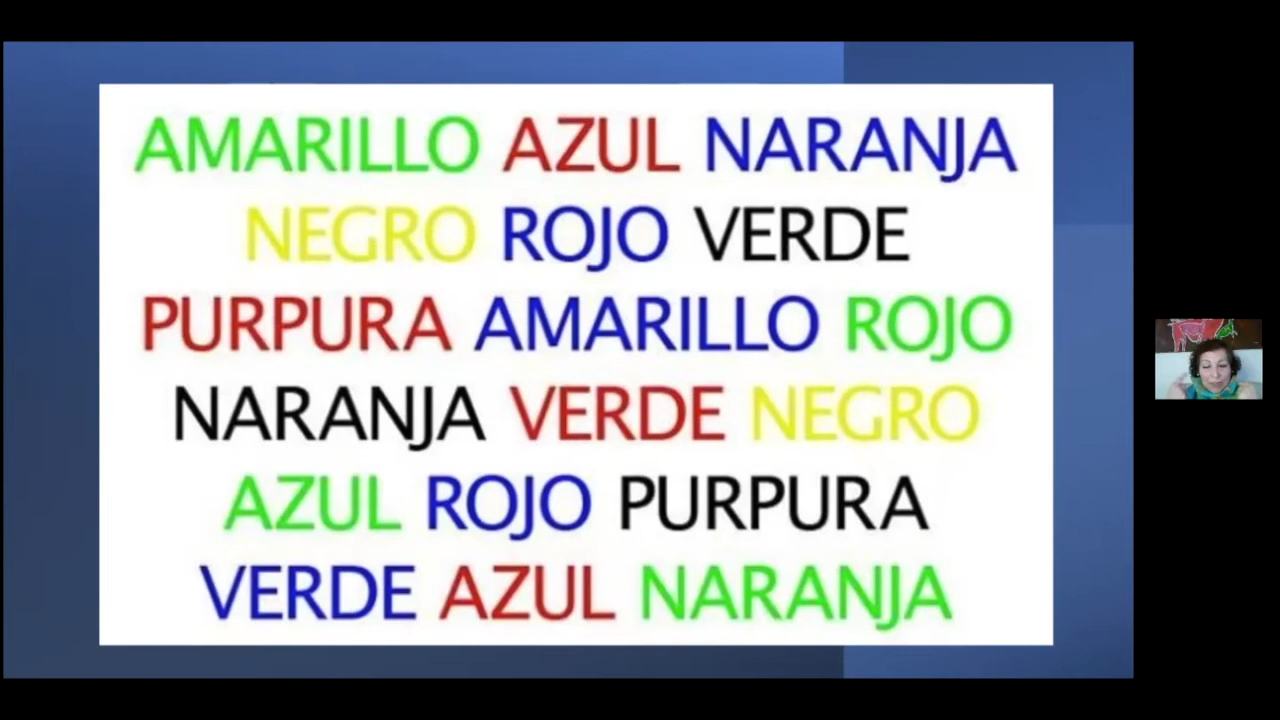 AMARILLO AZUL NARANJA
NEGRO ROJO VERDE
PURPURA AMARILLO ROJO
NARANJA VERDE NEGRO
AZUL ROJO PURPURA
VERDE AZUL NARANJA